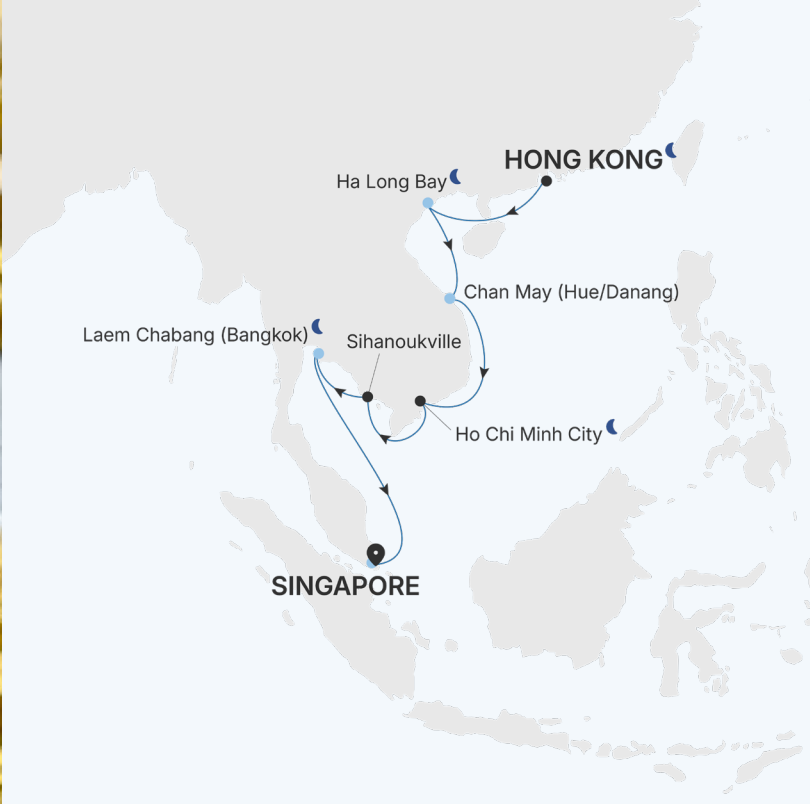 HONG KONG
Ha Long Bay
Chan May (Hue/Danang)
Laem Chabang (Bangkok)
Sihanoukville
Ho Chi Minh City
SINGAPORE